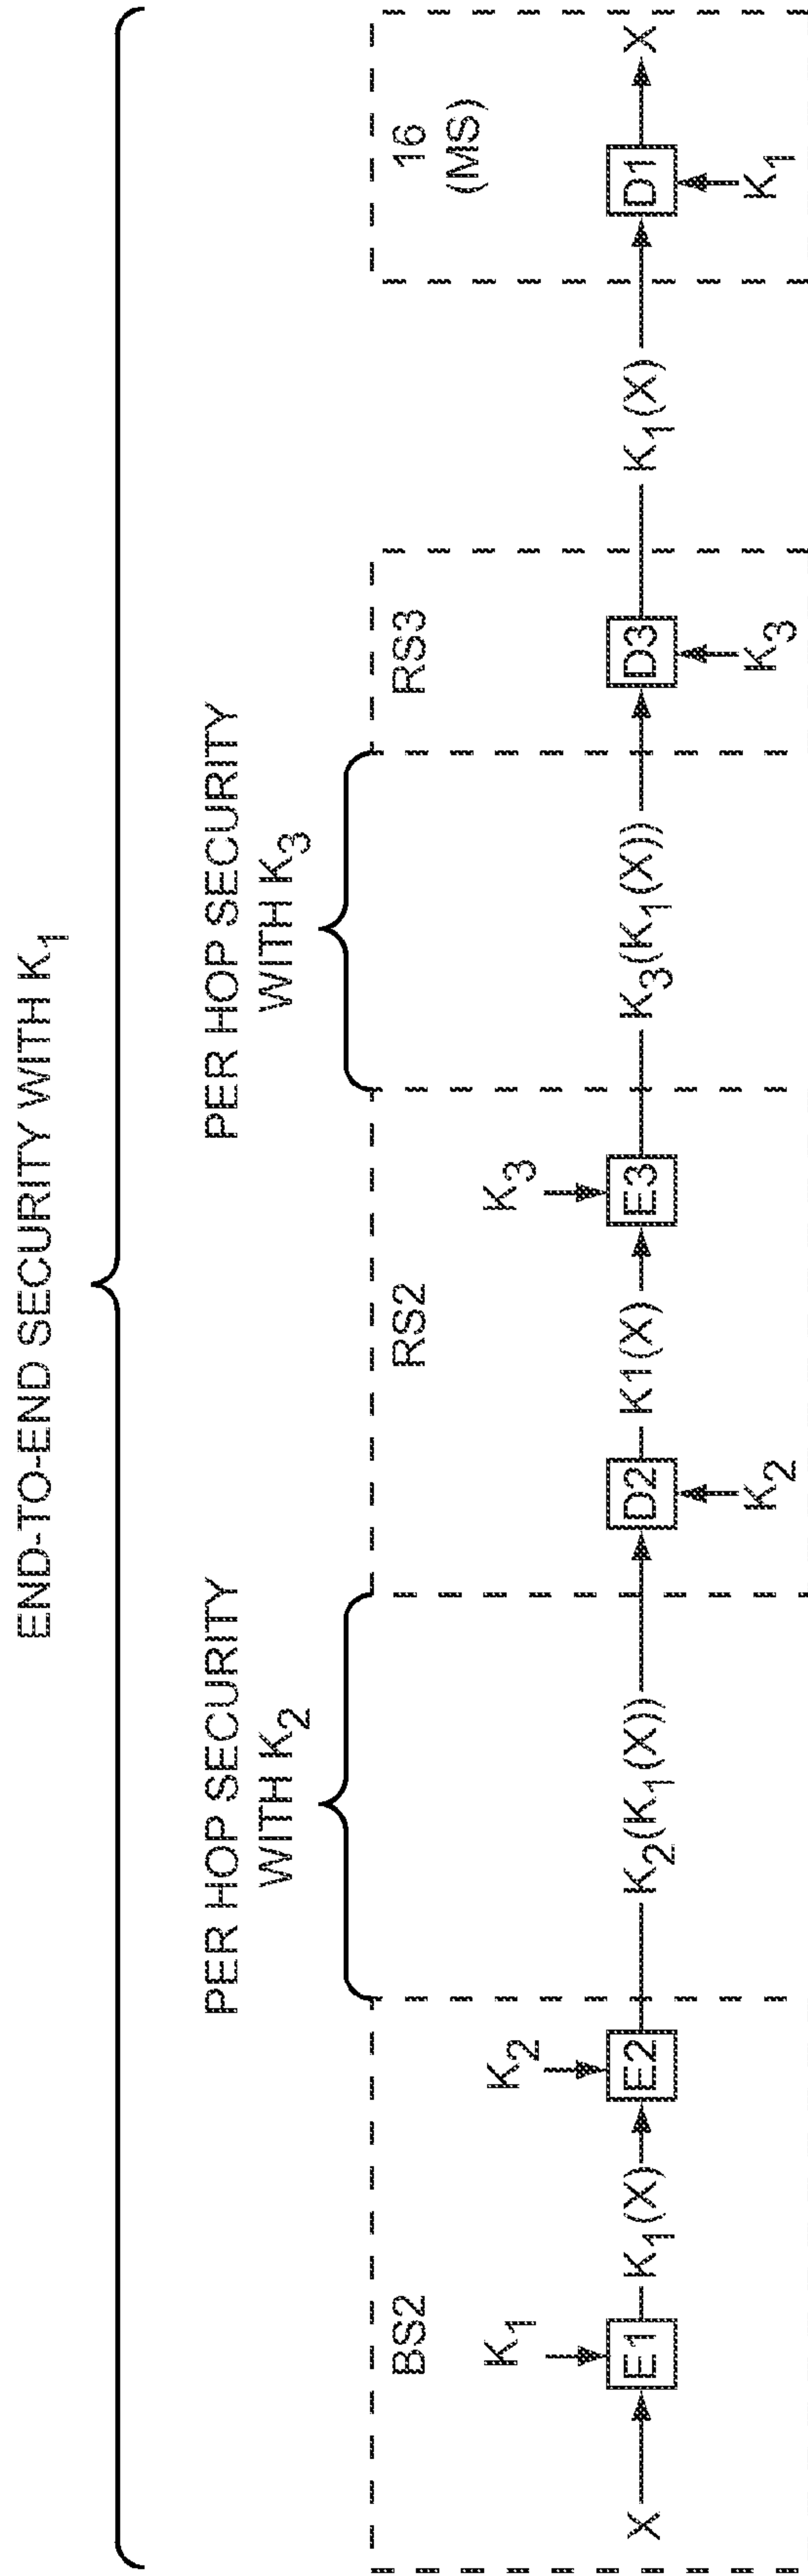 END-TO-END SECURITY WITH K1
PER HOP SECURITY
WITH K2
PER HOP SECURITY
WITH K3
BS2
RS2
RS3
16
(MS)
K1
K2
K3
X
E1
K1(X)
E2
K2(K1(X))
D2
K1(X)
E3
K3(K1(X))
D3
K1(X)
D1
X
K2
K3
K1